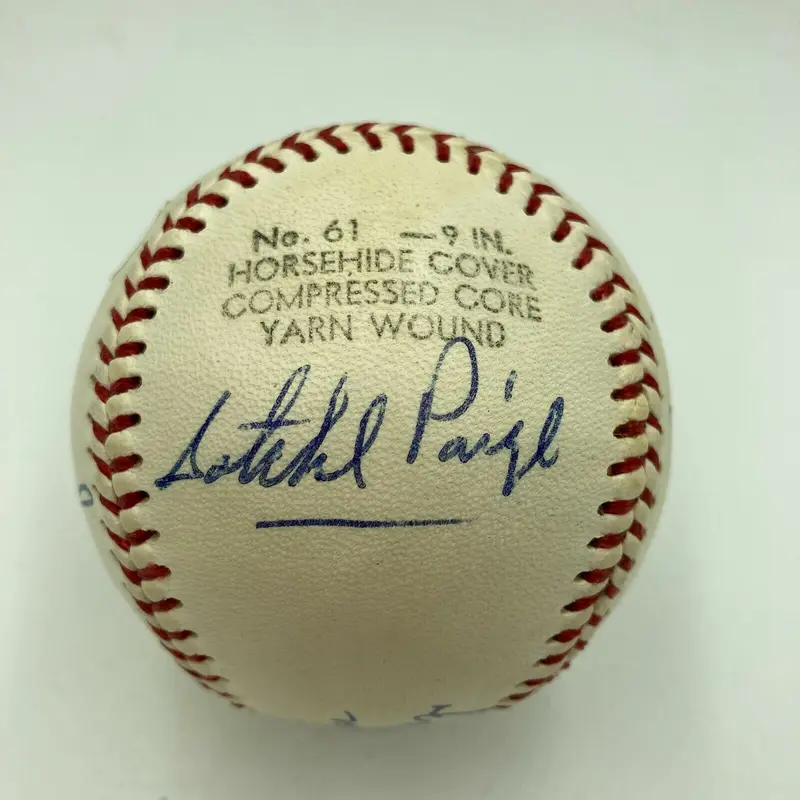 No. 61 — 9 IN.
HORSEHIDE COVER
COMPRESSED CORE
YARN WOUND
Satchel Paige